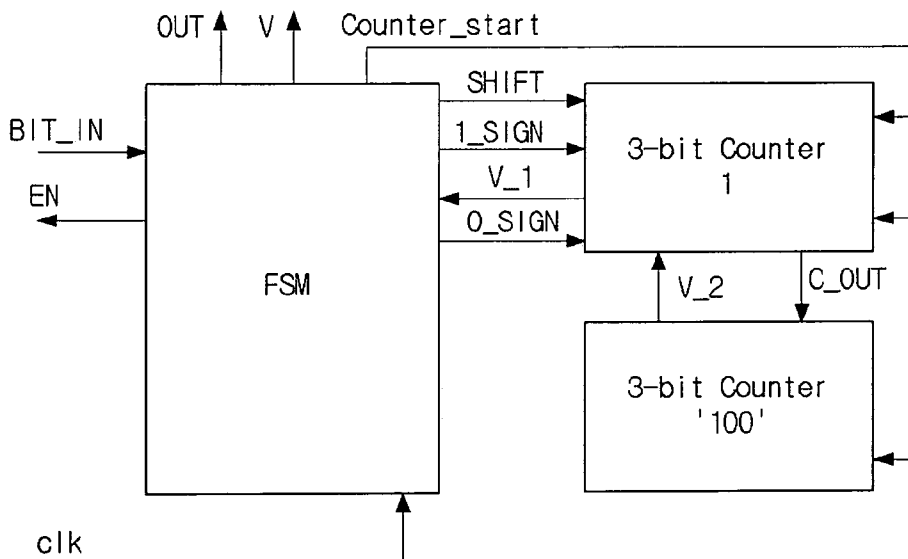 OUT V Counter_start
SHIFT
BIT_IN
1_SIGN
3-bit Counter
1
V_1
EN
0_SIGN
FSM
V_2
C_OUT
3-bit Counter
'100'
clk